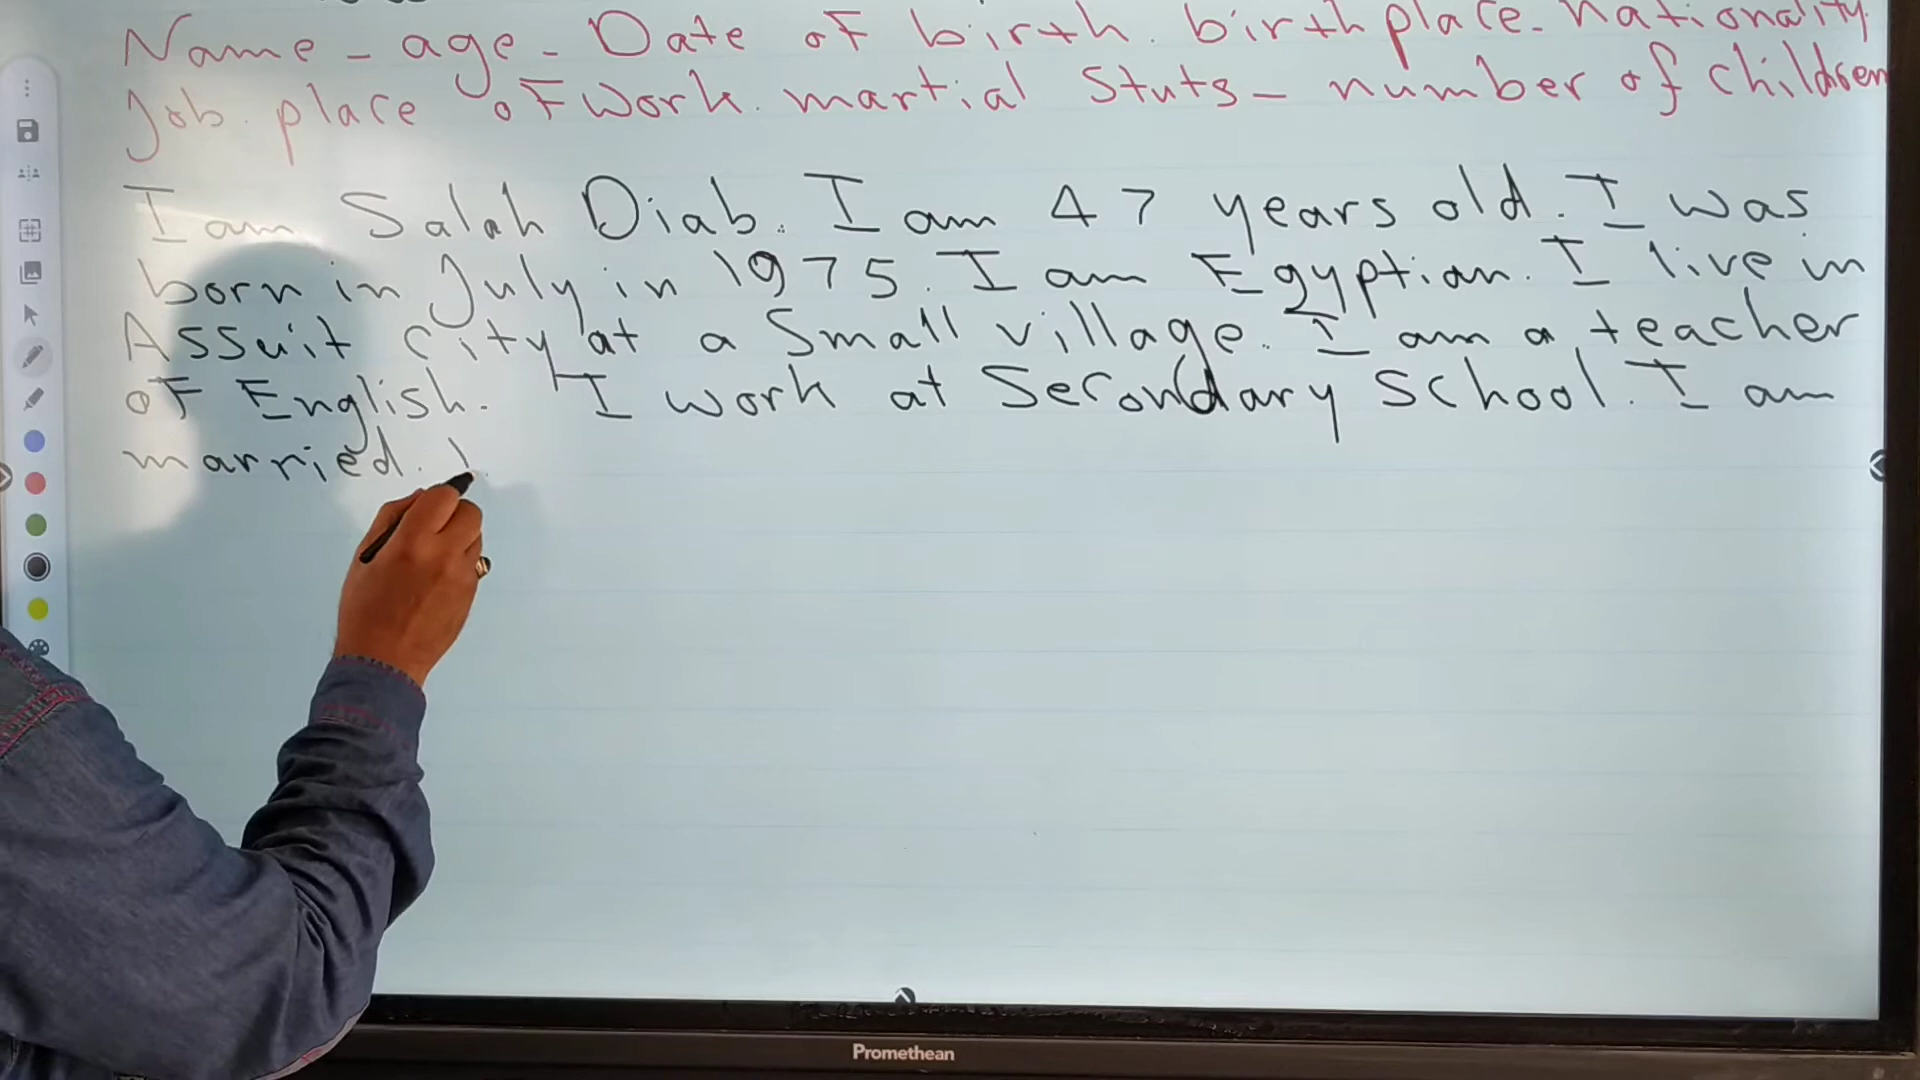 Name - age - Date of birth. birth place - nationality
Job. place of work. martial Stuts - number of children
I am Salah Diab. I am 47 years old. I was
born in July in 1975. I am Egyptian. I live in
Assuit city at a small village. I am a teacher
of English. I work at Secondary School. I am
married.
Promethean